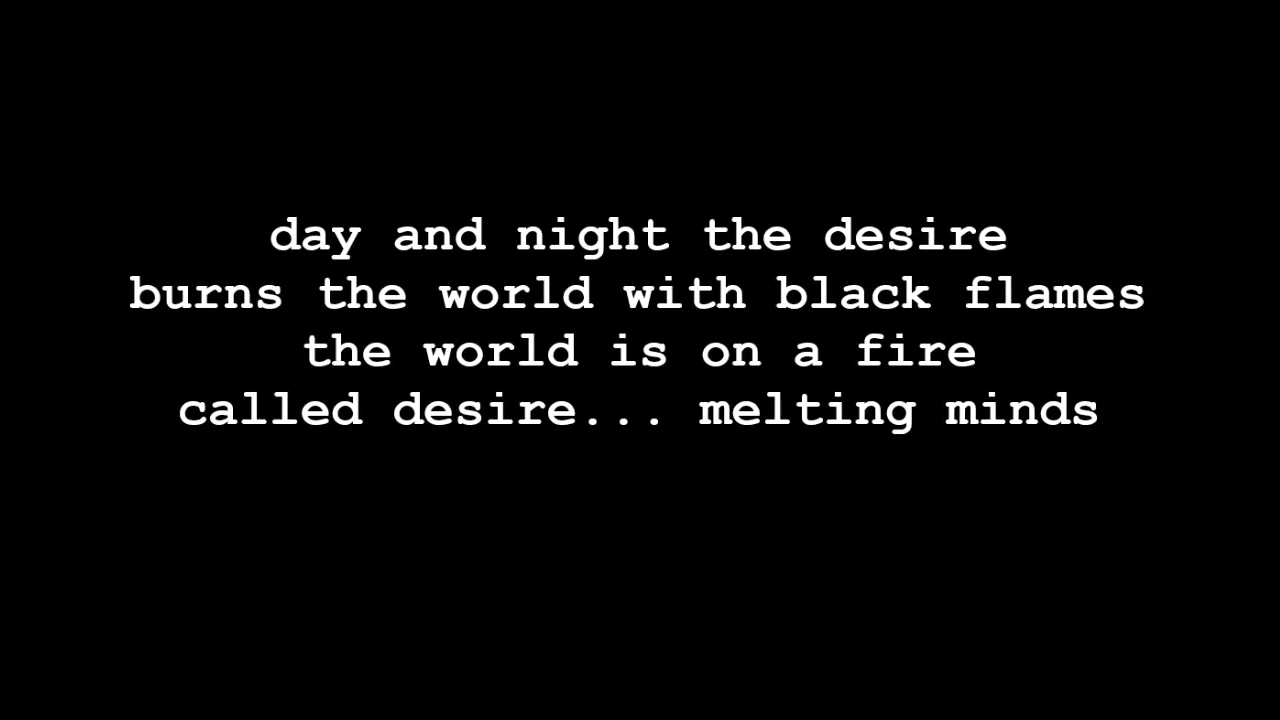 day and night the desire
burns the world with black flames
the world is on a fire
called desire... melting minds